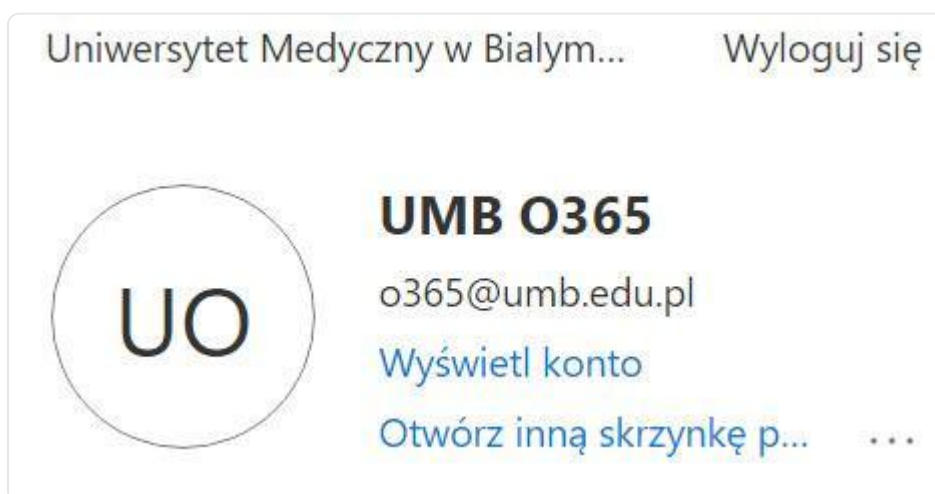 Uniwersytet Medyczny w Bialym... Wyloguj się
UO
UMB O365
o365@umb.edu.pl
Wyświetl konto
Otwórz inną skrzynkę p... ...